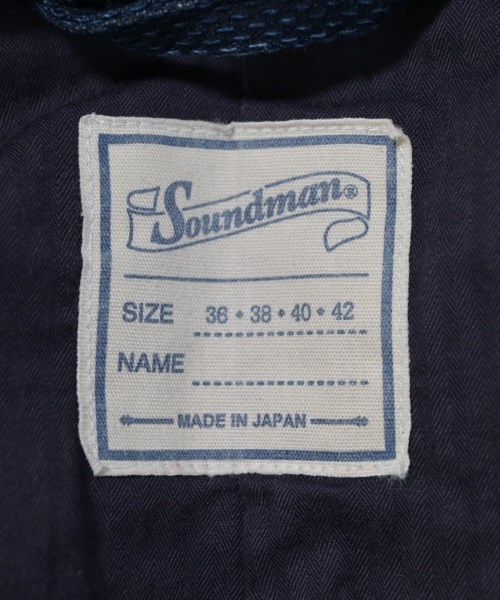 Soundman®
SIZE 36 • 38 • 40 • 42
NAME
MADE IN JAPAN